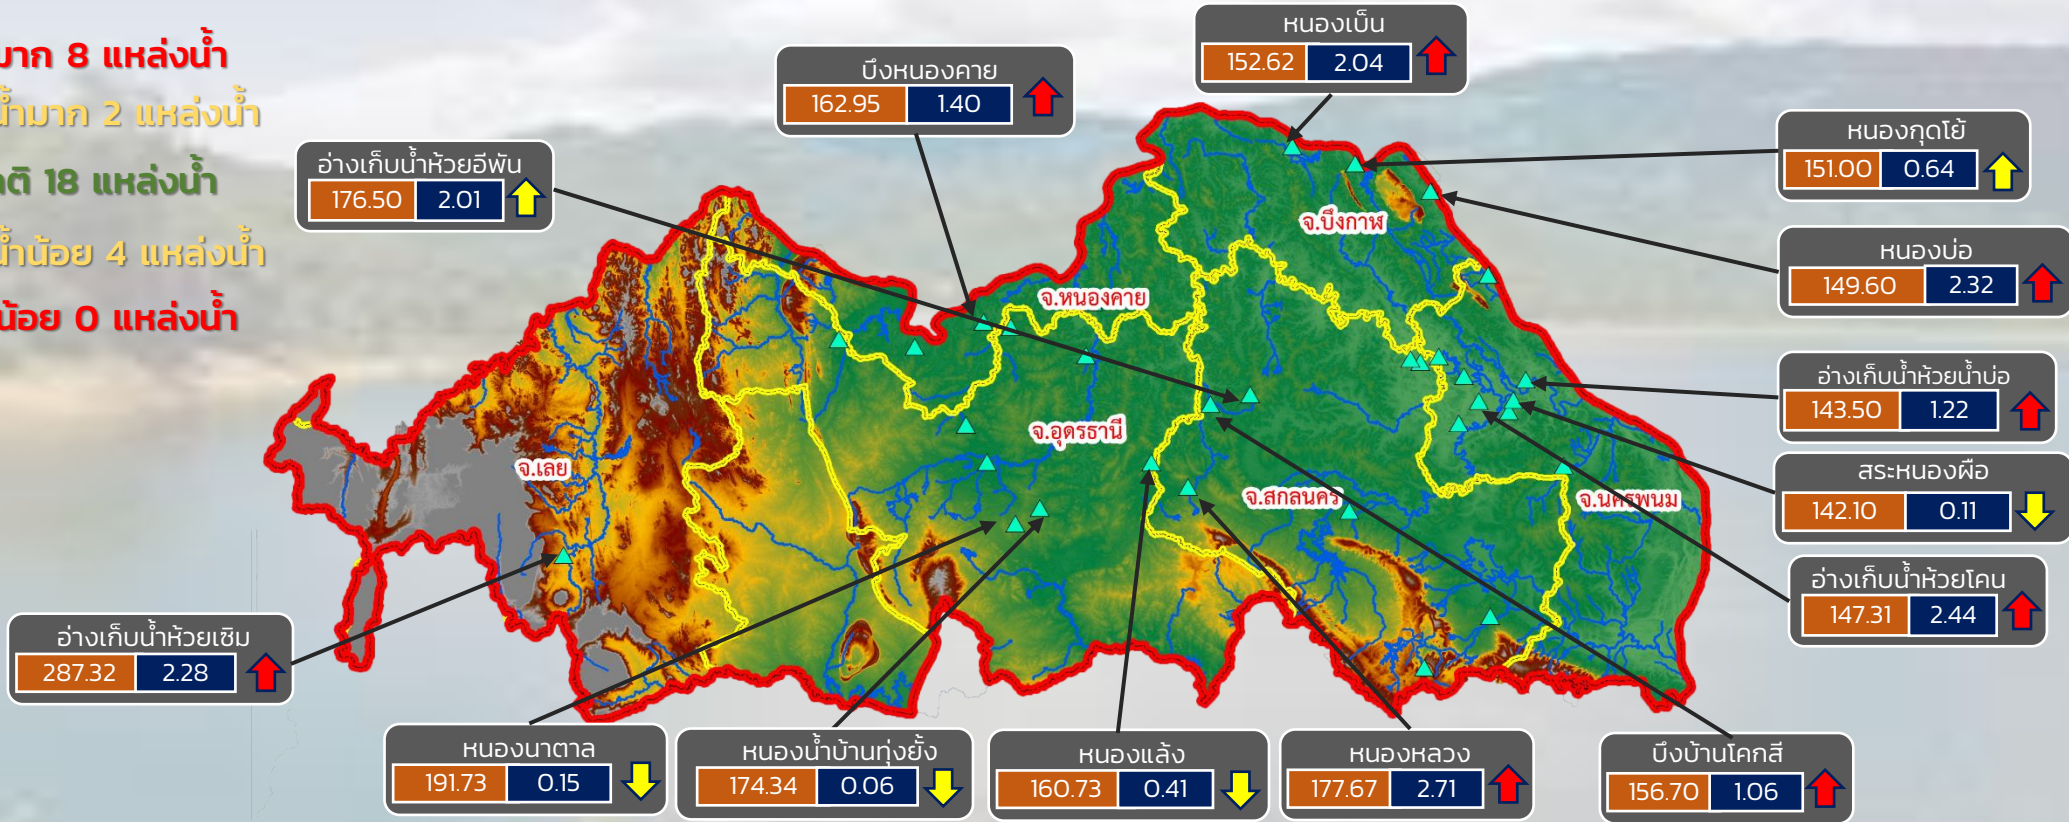 มาก 8 แหล่งน้ำ
น้ำมาก 2 แหล่งน้ำ
18 แหล่งน้ำ
น้ำน้อย 4 แหล่งน้ำ
น้อย 0 แหล่งน้ำ
หนองเบ็น
152.62 2.04
บึงหนองคาย
162.95 1.40
อ่างเก็บน้ำห้วยอีพัน
176.50 2.01
หนองกุดโย้
151.00 0.64
หนองบ่อ
149.60 2.32
อ่างเก็บน้ำห้วยน้ำบ่อ
143.50 1.22
สระหนองผือ
142.10 0.11
อ่างเก็บน้ำห้วยโคน
147.31 2.44
จ.บึงกาฬ
จ.หนองคาย
จ.อุดรธานี
จ.เลย
จ.สกลนคร
จ.นครพนม
อ่างเก็บน้ำห้วยเซิม
287.32 2.28
หนองนาตาล
191.73 0.15
หนองน้ำบ้านทุ่งยั้ง
174.34 0.06
หนองแล้ง
160.73 0.41
หนองหลวง
177.67 2.71
บึงบ้านโคกสี
156.70 1.06